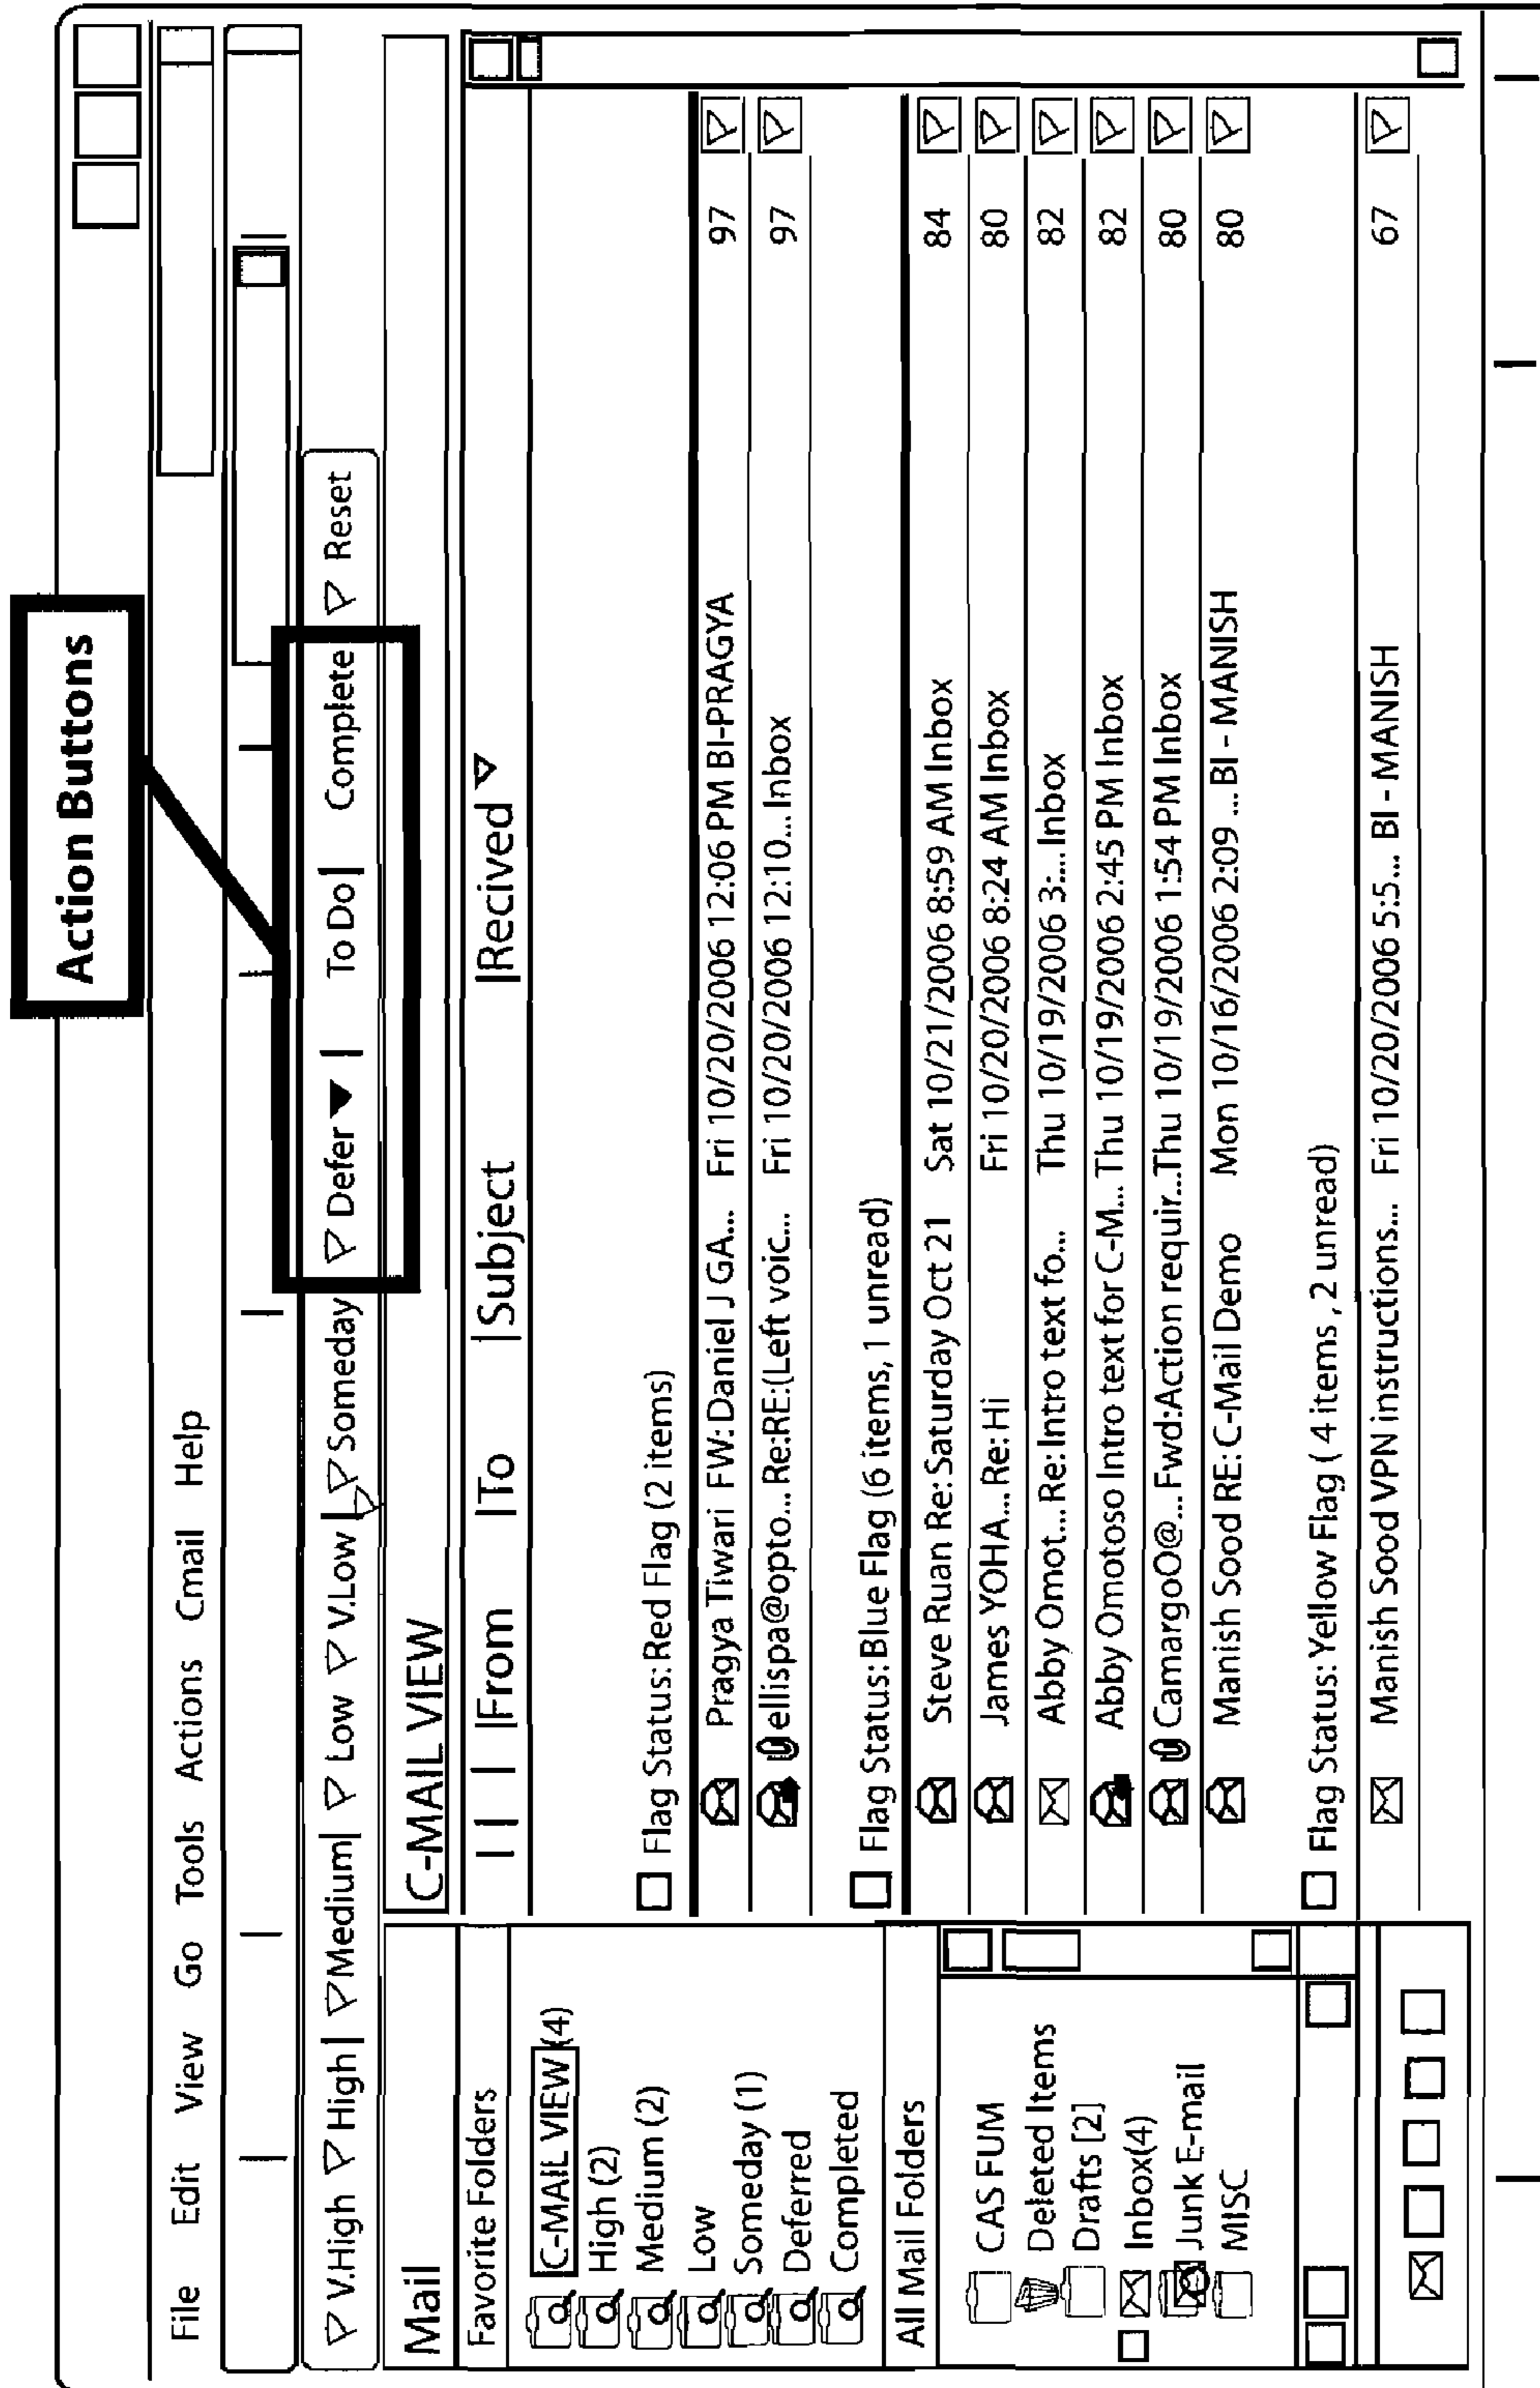 Action Buttons
File Edit View Go Tools Actions Cmail Help
V.High High| Medium| Low V.Low | Someday Defer | To Do| Complete Reset
Mail
Favorite Folders
C-MAIL VIEW (4)
High (2)
Medium (2)
Low
Someday (1)
Deferred
Completed
All Mail Folders
CAS FUM
Deleted Items
Drafts [2]
Inbox(4)
Junk E-mail
MISC
C-MAIL VIEW
| | | |From |To |Subject |Recived
Flag Status: Red Flag (2 items)
Pragya Tiwari FW: Daniel J GA... Fri 10/20/2006 12:06 PM BI-PRAGYA 97
ellispa@opto... Re:RE:(Left voic... Fri 10/20/2006 12:10... Inbox 97
Flag Status: Blue Flag (6 items, 1 unread)
Steve Ruan Re: Saturday Oct 21 Sat 10/21/2006 8:59 AM Inbox 84
James YOHA... Re: Hi Fri 10/20/2006 8:24 AM Inbox 80
Abby Omot... Re: Intro text fo... Thu 10/19/2006 3:.... Inbox 82
Abby Omotoso Intro text for C-M... Thu 10/19/2006 2:45 PM Inbox 82
CamargoO@... Fwd:Action requir...Thu 10/19/2006 1:54 PM Inbox 80
Manish Sood RE: C-Mail Demo Mon 10/16/2006 2:09 ... BI - MANISH 80
Flag Status: Yellow Flag ( 4 items , 2 unread)
Manish Sood VPN instructions... Fri 10/20/2006 5:5... BI - MANISH 67